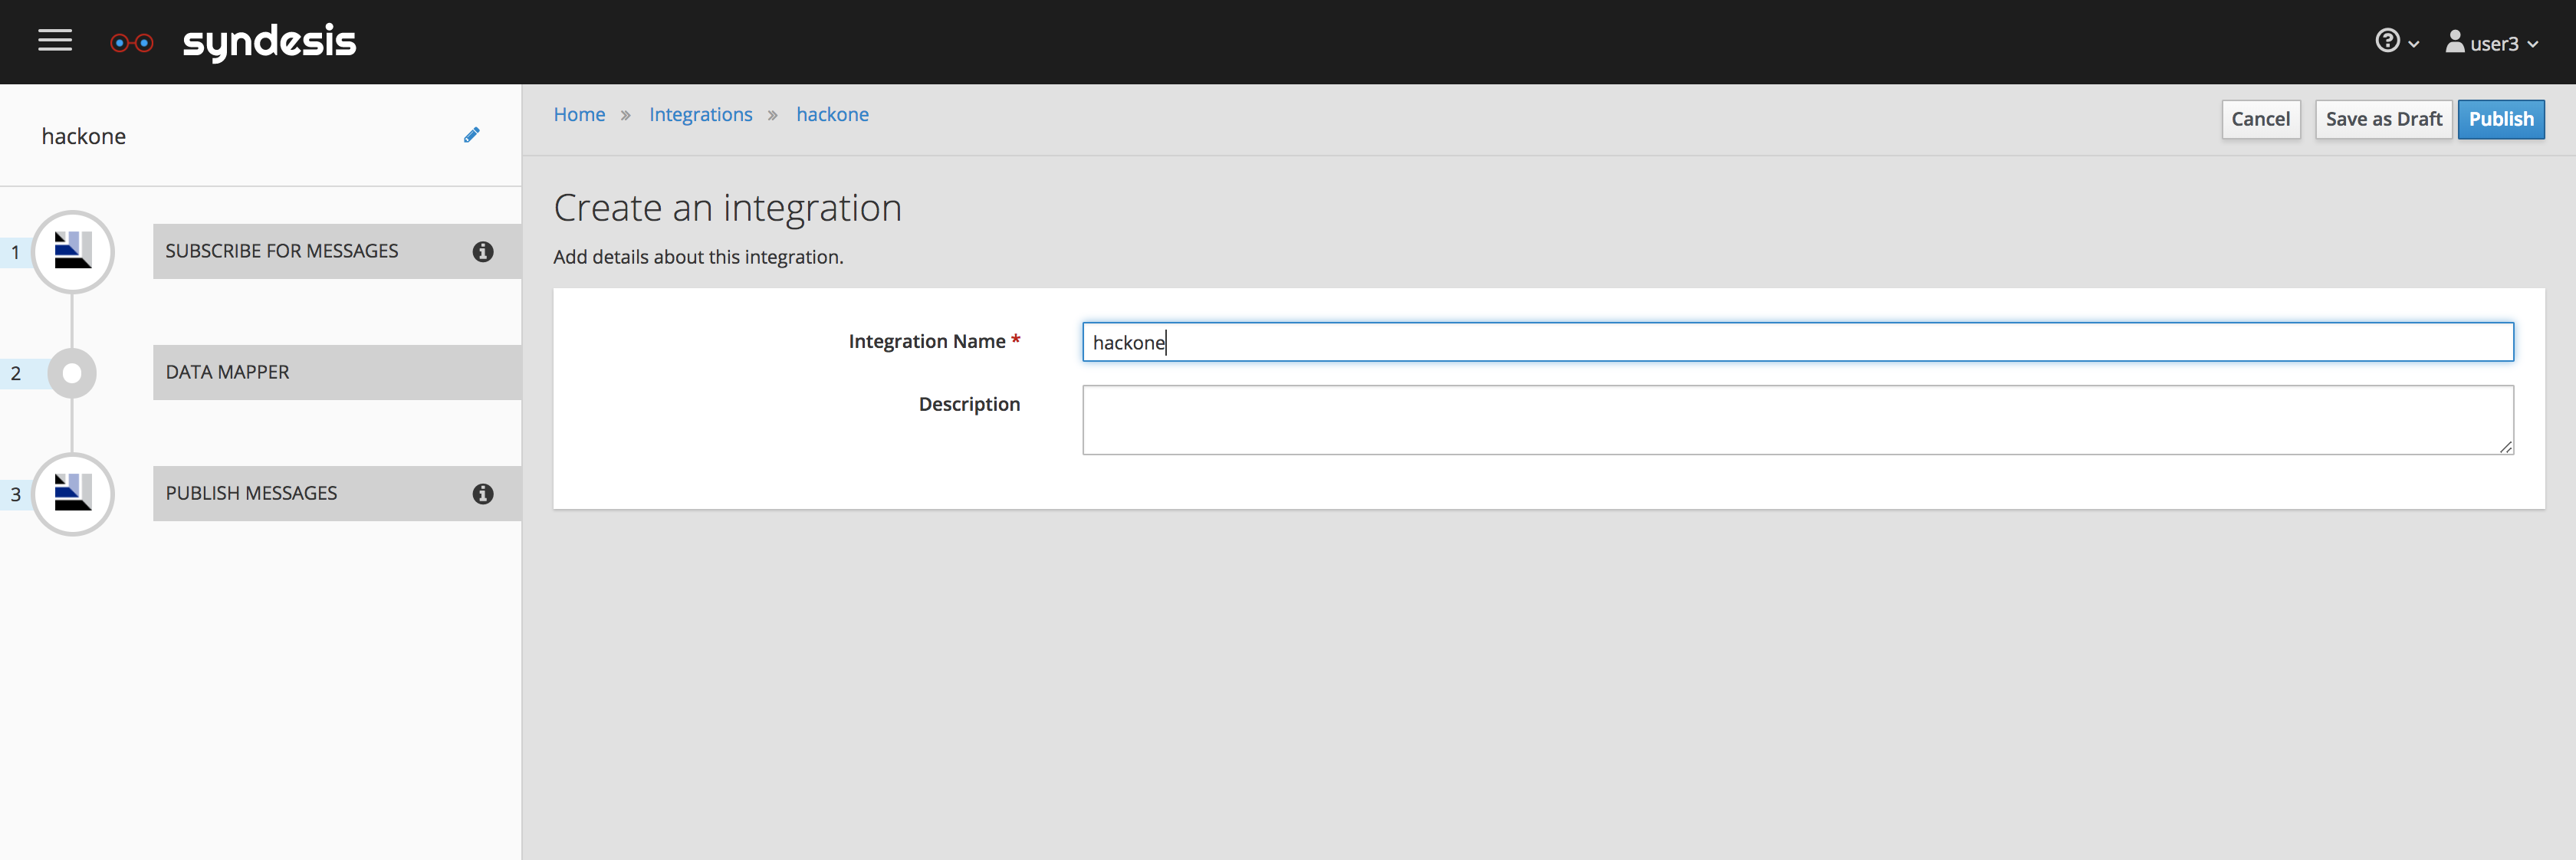 syndesis
user3
hackone
Home » Integrations » hackone
Cancel
Save as Draft
Publish
1
SUBSCRIBE FOR MESSAGES
2
DATA MAPPER
3
PUBLISH MESSAGES
Create an integration
Add details about this integration.
Integration Name *
hackone
Description